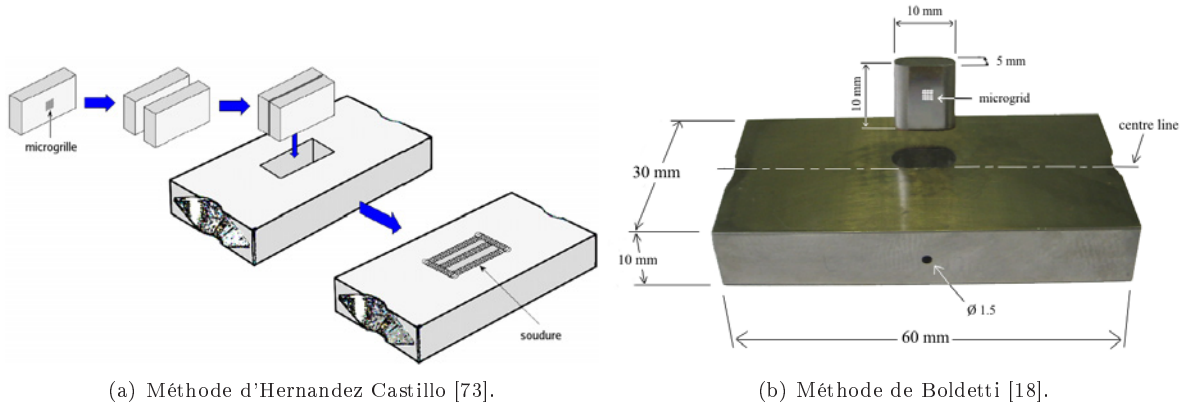 microgrille
soudure
10 mm
5 mm
10 mm
microgrid
centre line
30 mm
10 mm
Ø 1.5
60 mm
(a) Méthode d'Hernandez Castillo [73].
(b) Méthode de Boldetti [18].